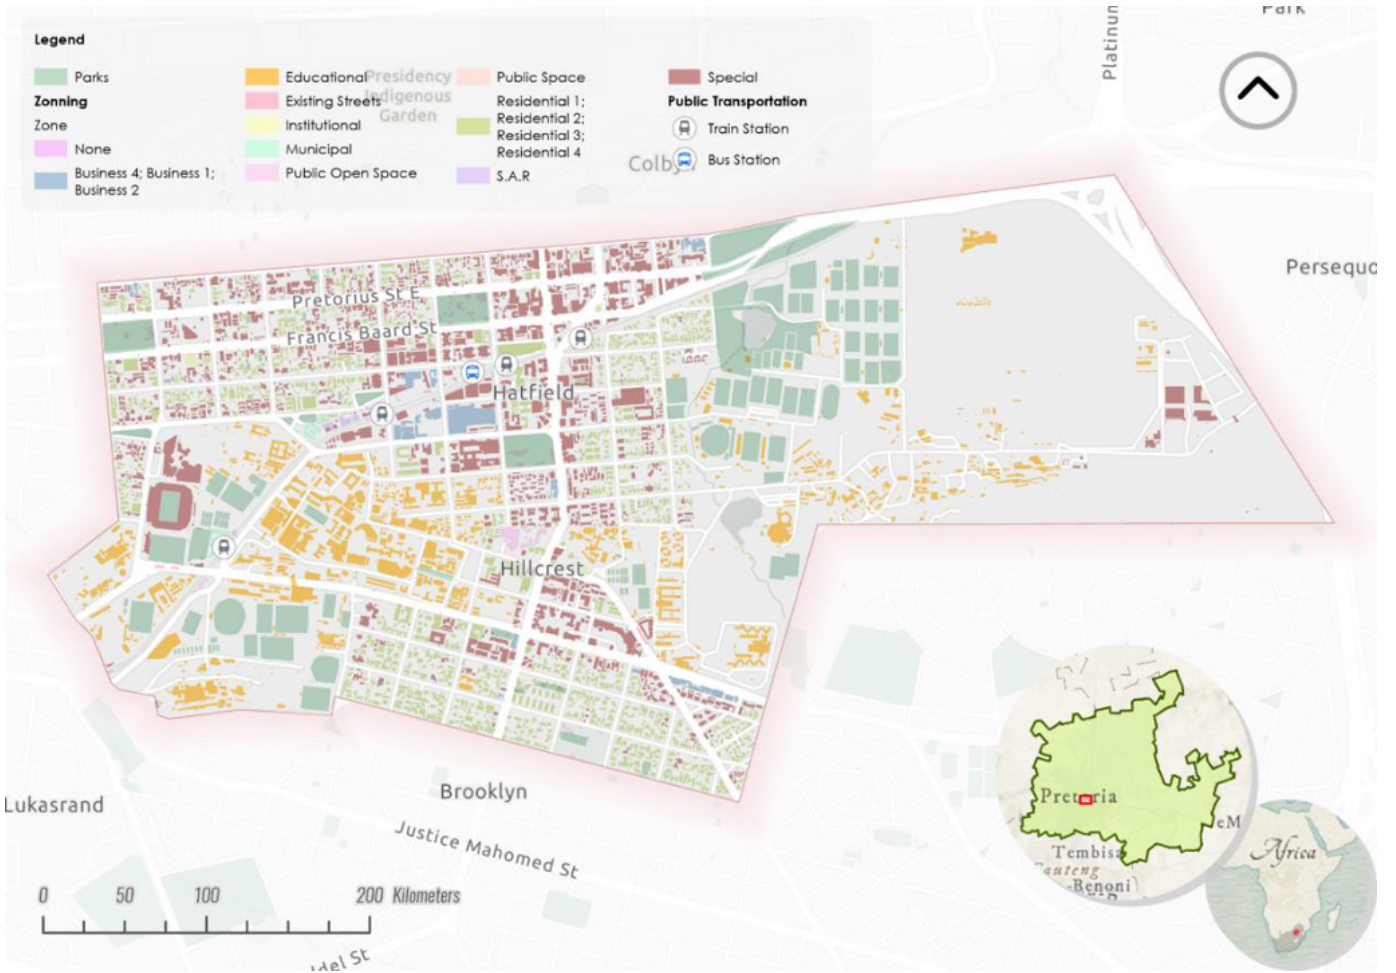 Legend
Parks
Zonning
Zone
None
Business 4; Business 1;
Business 2
Educational
Existing Streets
Institutional
Municipal
Public Open Space
Public Space
Residential 1;
Residential 2;
Residential 3;
Residential 4
S.A.R
Special
Public Transportation
Train Station
Bus Station
Presidency
Indigenous
Garden
Platinum
Park
Persequo
Pretorius St E
Francis Baard St
Hatfield
Hillcrest
Brooklyn
Lukasrand
Justice Mahomed St
0 50 100 200 Kilometers
Pretoria
eM
Tembisa
Gauteng
Benoni
Africa